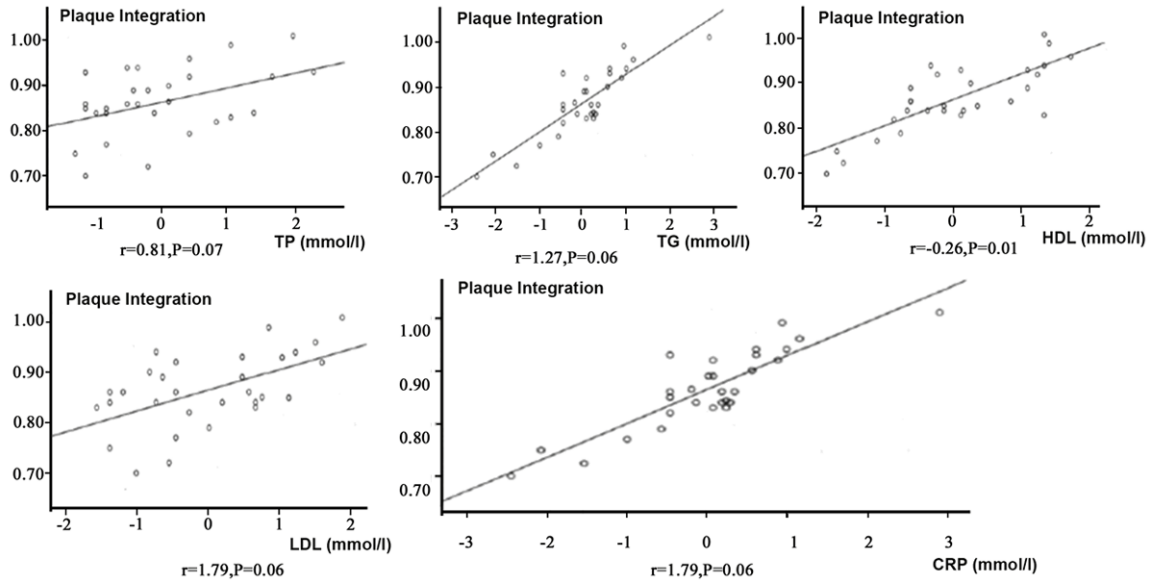 Plaque Integration
1.00
0.90
0.80
0.70
-1 0 1 2
TP (mmol/l)
r=0.81,P=0.07
Plaque Integration
1.00
0.90
0.80
0.70
-3 -2 -1 0 1 2 3
TG (mmol/l)
r=1.27,P=0.06
Plaque Integration
1.00
0.90
0.80
0.70
-2 -1 0 1 2
HDL (mmol/l)
r=-0.26,P=0.01
Plaque Integration
1.00
0.90
0.80
0.70
-2 -1 0 1 2
LDL (mmol/l)
r=1.79,P=0.06
Plaque Integration
1.00
0.90
0.80
0.70
-3 -2 -1 0 1 2 3
CRP (mmol/l)
r=1.79,P=0.06